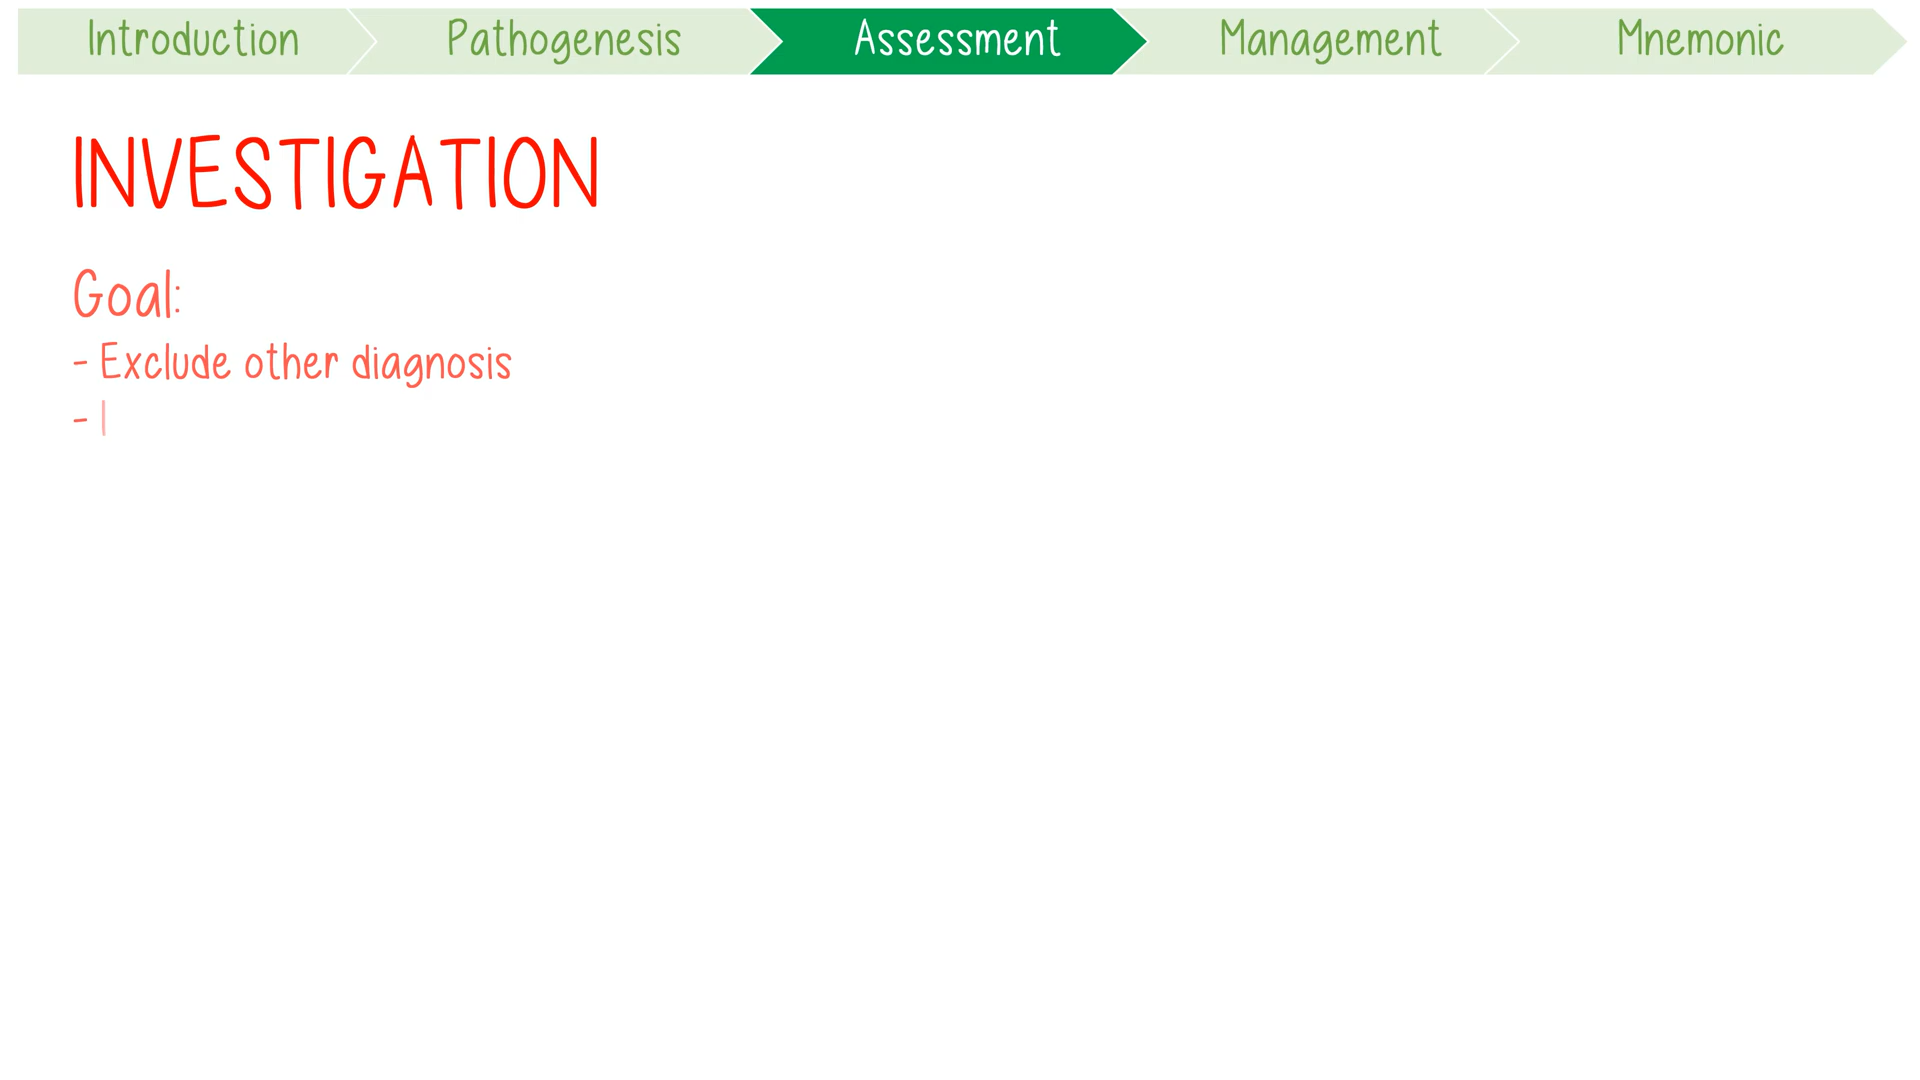 Introduction Pathogenesis Assessment Management Mnemonic
INVESTIGATION
Goal:
- Exclude other diagnosis
- I